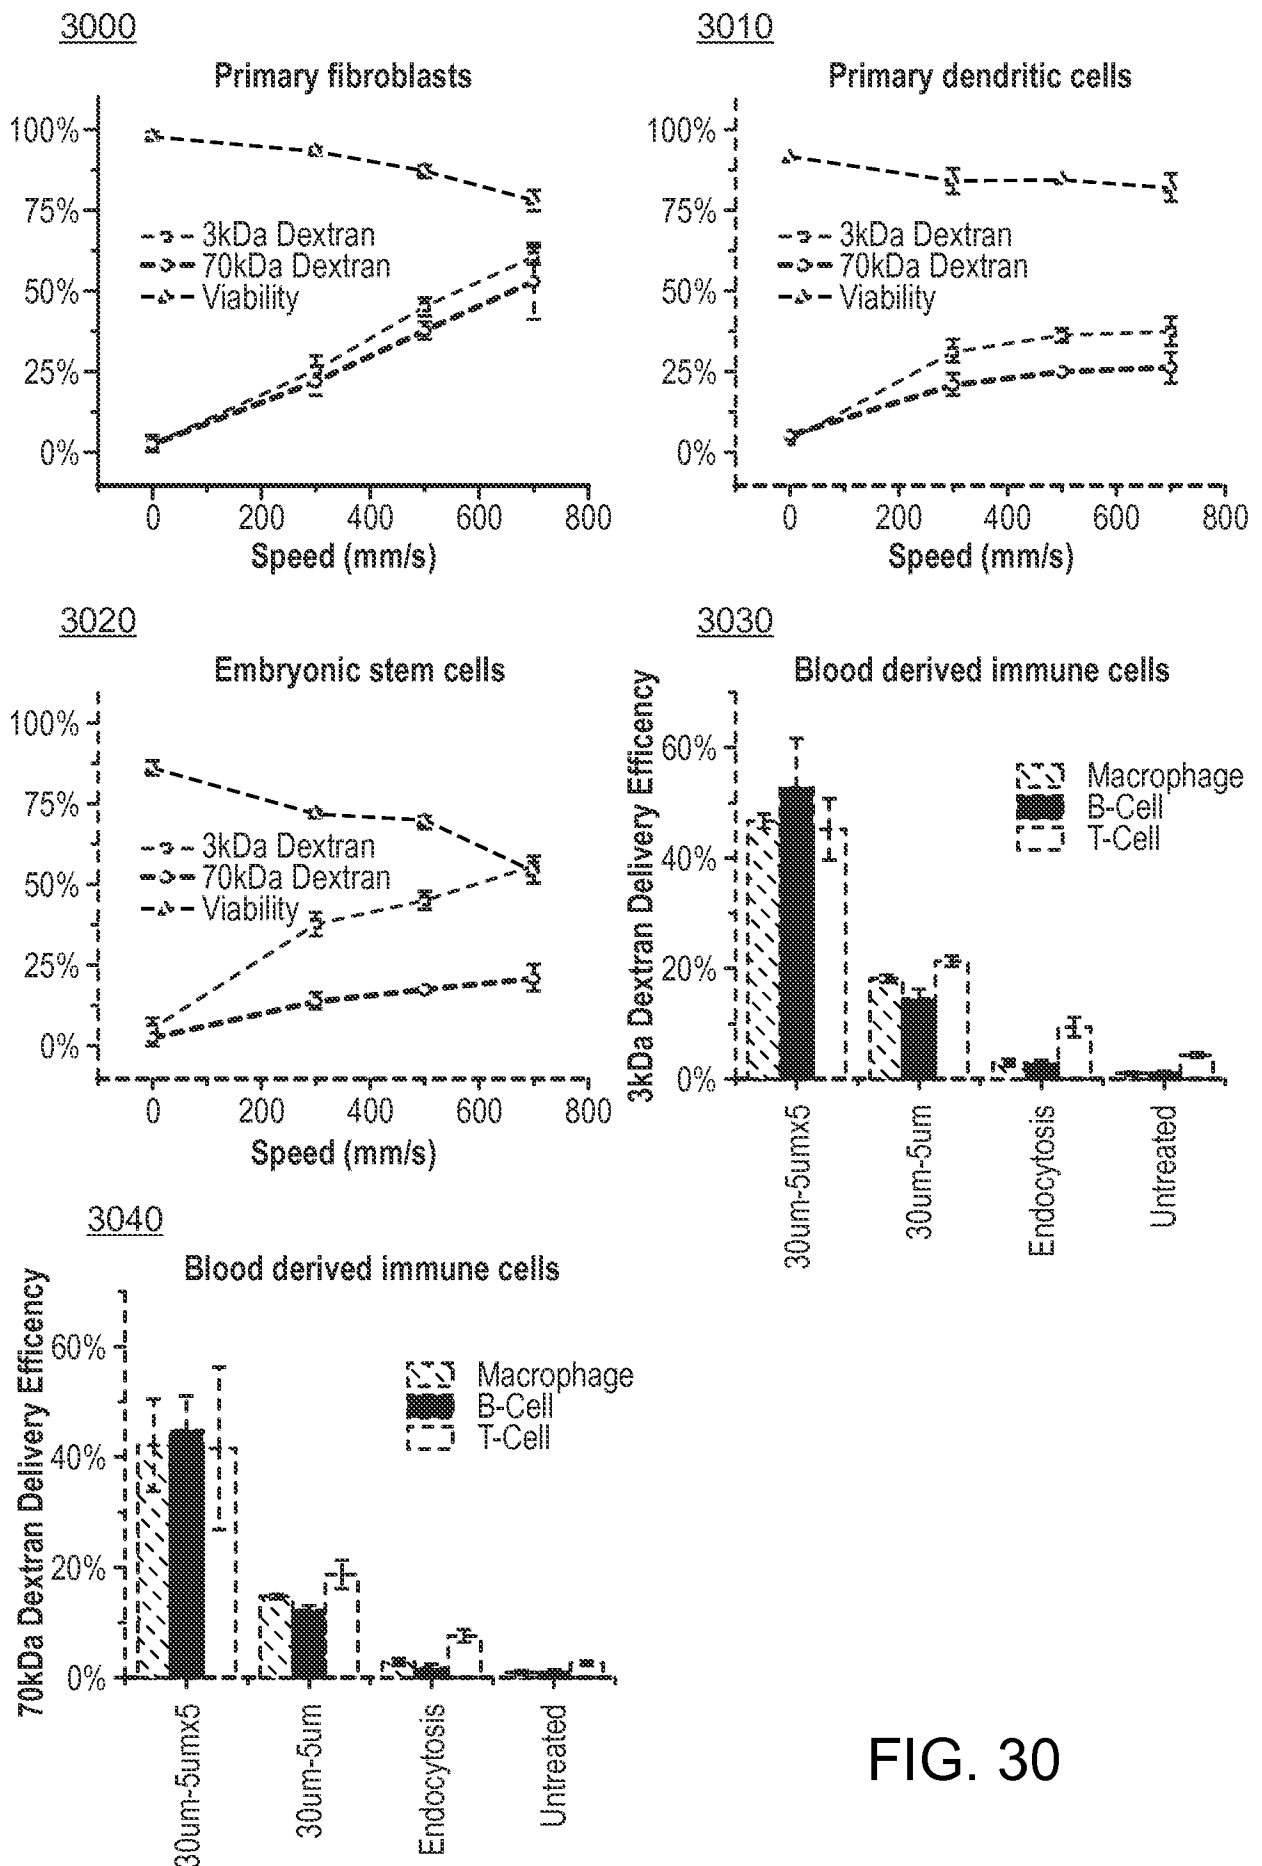 3000
Primary fibroblasts
100%
75%
50%
25%
0%
3kDa Dextran
70kDa Dextran
Viability
0 200 400 600 800
Speed (mm/s)
3010
Primary dendritic cells
100%
75%
50%
25%
0%
3kDa Dextran
70kDa Dextran
Viability
0 200 400 600 800
Speed (mm/s)
3020
Embryonic stem cells
100%
75%
50%
25%
0%
3kDa Dextran
70kDa Dextran
Viability
0 200 400 600 800
Speed (mm/s)
3030
Blood derived immune cells
3kDa Dextran Delivery Efficency
60%
40%
20%
0%
Macrophage
B-Cell
T-Cell
30um-5umx5
30um-5um
Endocytosis
Untreated
3040
Blood derived immune cells
70kDa Dextran Delivery Efficency
60%
40%
20%
0%
Macrophage
B-Cell
T-Cell
30um-5umx5
30um-5um
Endocytosis
Untreated
FIG. 30